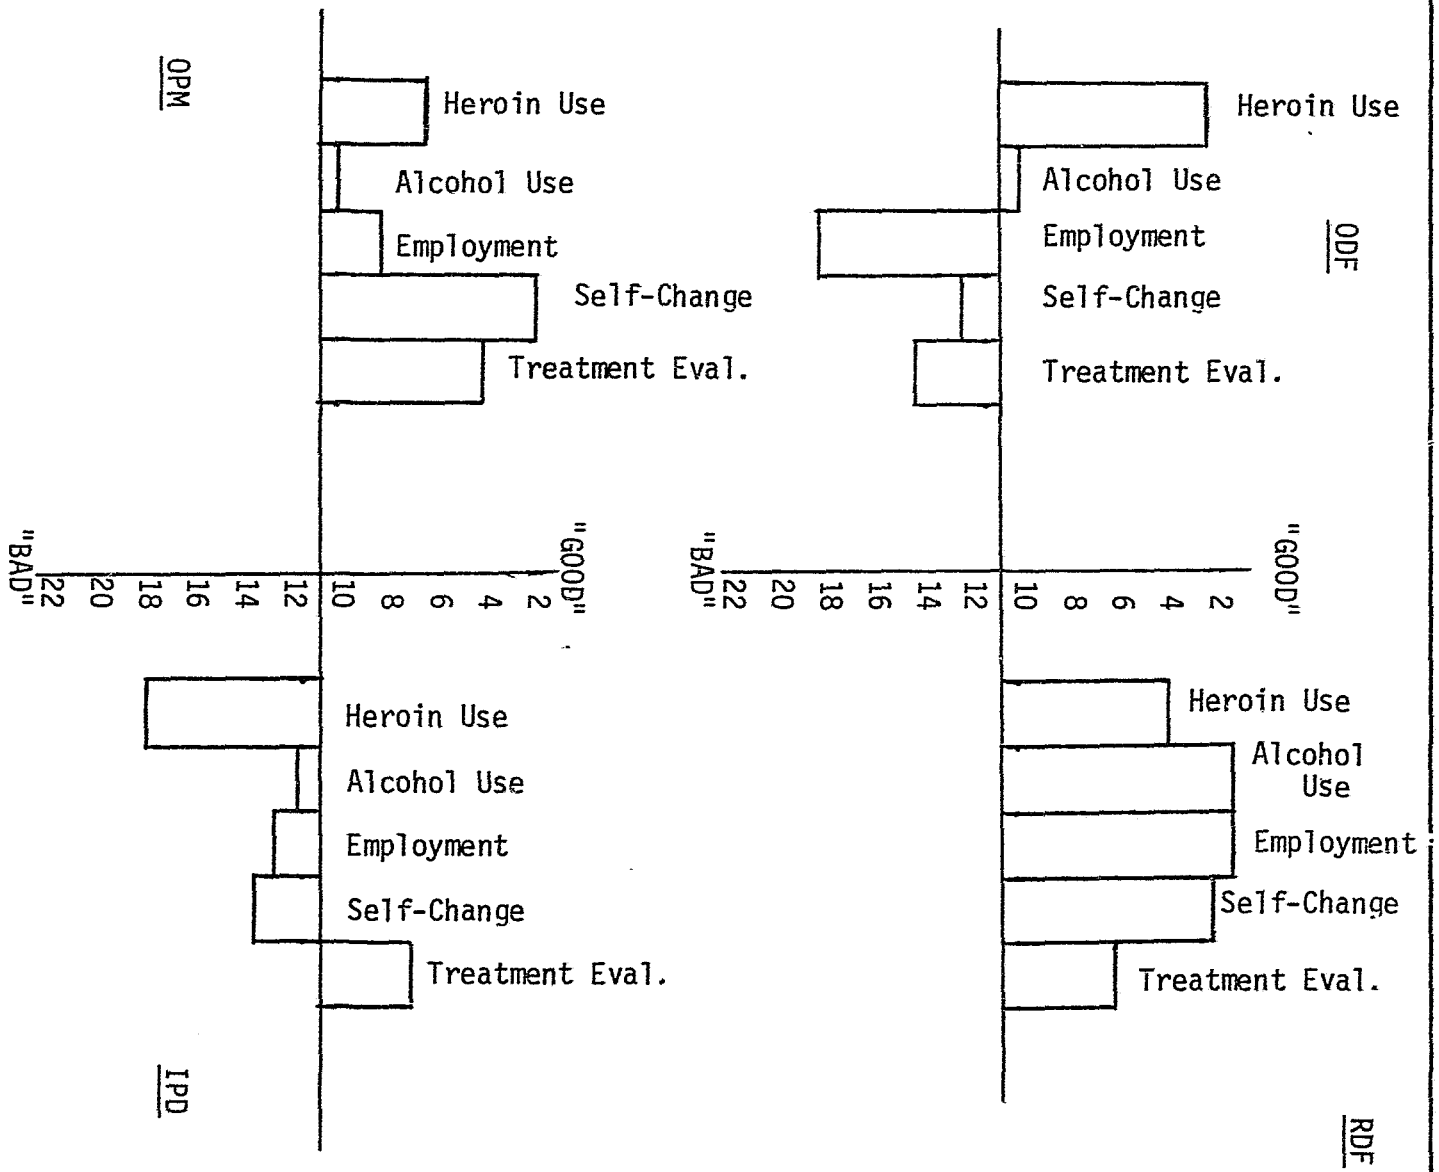 OPM
Heroin Use
Alcohol Use
Employment
Self-Change
Treatment Eval.
ODF
Heroin Use
Alcohol Use
Employment
Self-Change
Treatment Eval.
"BAD" 22 20 18 16 14 12 10 8 6 4 2 "GOOD"
"BAD" 22 20 18 16 14 12 10 8 6 4 2 "GOOD"
Heroin Use
Alcohol Use
Employment
Self-Change
Treatment Eval.
IPD
Heroin Use
Alcohol
Use
Employment
Self-Change
Treatment Eval.
RDF